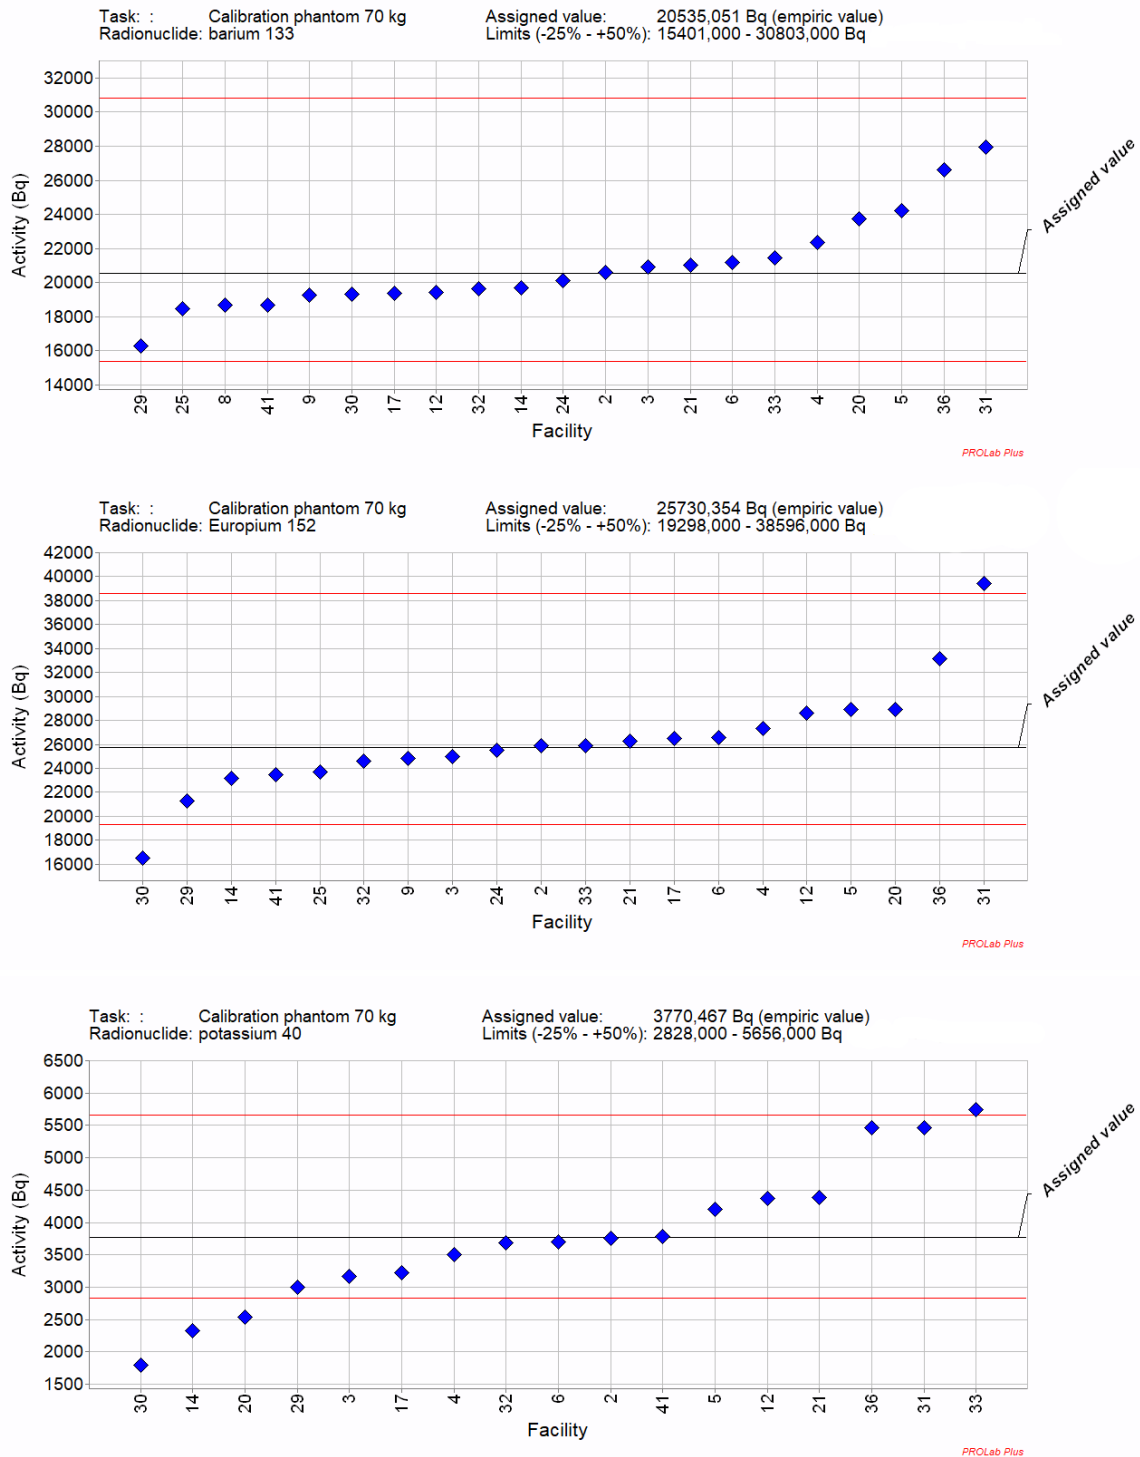 Task: : Calibration phantom 70 kg Assigned value: 20535,051 Bq (empiric value)
Radionuclide: barium 133 Limits (-25% - +50%): 15401,000 - 30803,000 Bq
32000
30000
28000
26000
24000
22000
20000
18000
16000
14000
Activity (Bq)
Assigned value
29 25 8 41 9 30 17 12 32 14 24 2 3 21 6 33 4 20 5 36 31
Facility
PROLab Plus
Task: : Calibration phantom 70 kg Assigned value: 25730,354 Bq (empiric value)
Radionuclide: Europium 152 Limits (-25% - +50%): 19298,000 - 38596,000 Bq
42000
40000
38000
36000
34000
32000
30000
28000
26000
24000
22000
20000
18000
16000
Activity (Bq)
Assigned value
30 29 14 41 25 32 9 3 24 2 33 21 17 6 4 12 5 20 36 31
Facility
PROLab Plus
Task: : Calibration phantom 70 kg Assigned value: 3770,467 Bq (empiric value)
Radionuclide: potassium 40 Limits (-25% - +50%): 2828,000 - 5656,000 Bq
6500
6000
5500
5000
4500
4000
3500
3000
2500
2000
1500
Activity (Bq)
Assigned value
30 14 20 29 3 17 4 32 6 2 41 5 12 21 36 31 33
Facility
PROLab Plus